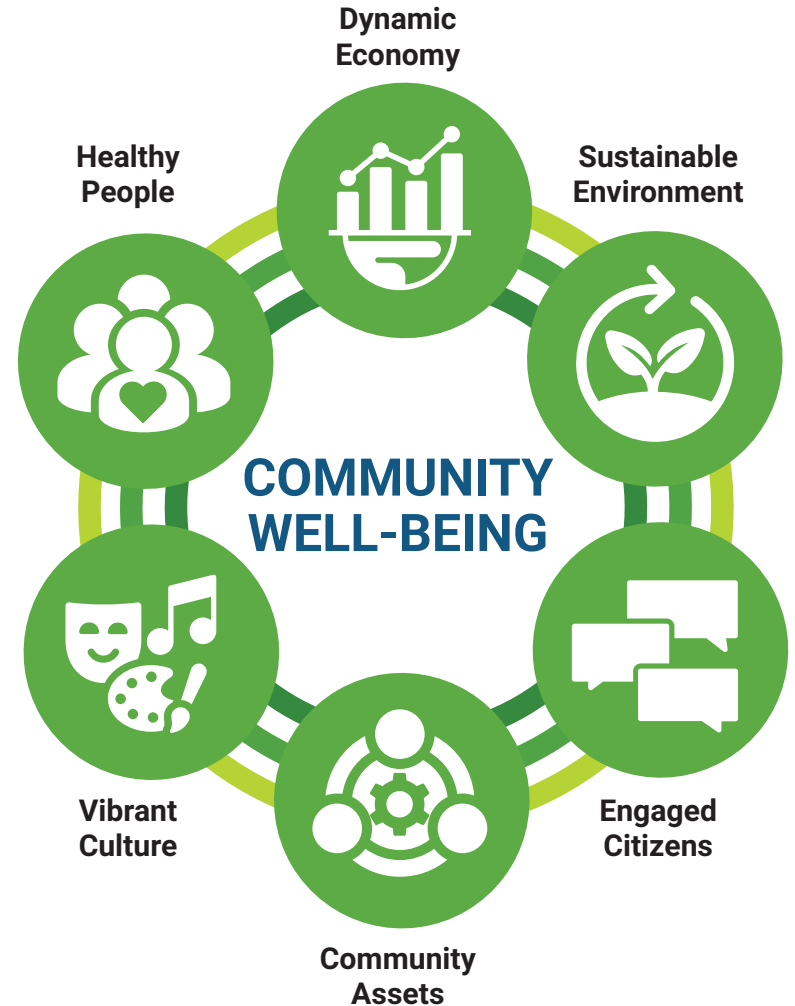 Dynamic
Economy
Healthy
People
Sustainable
Environment
COMMUNITY
WELL-BEING
Vibrant
Culture
Engaged
Citizens
Community
Assets